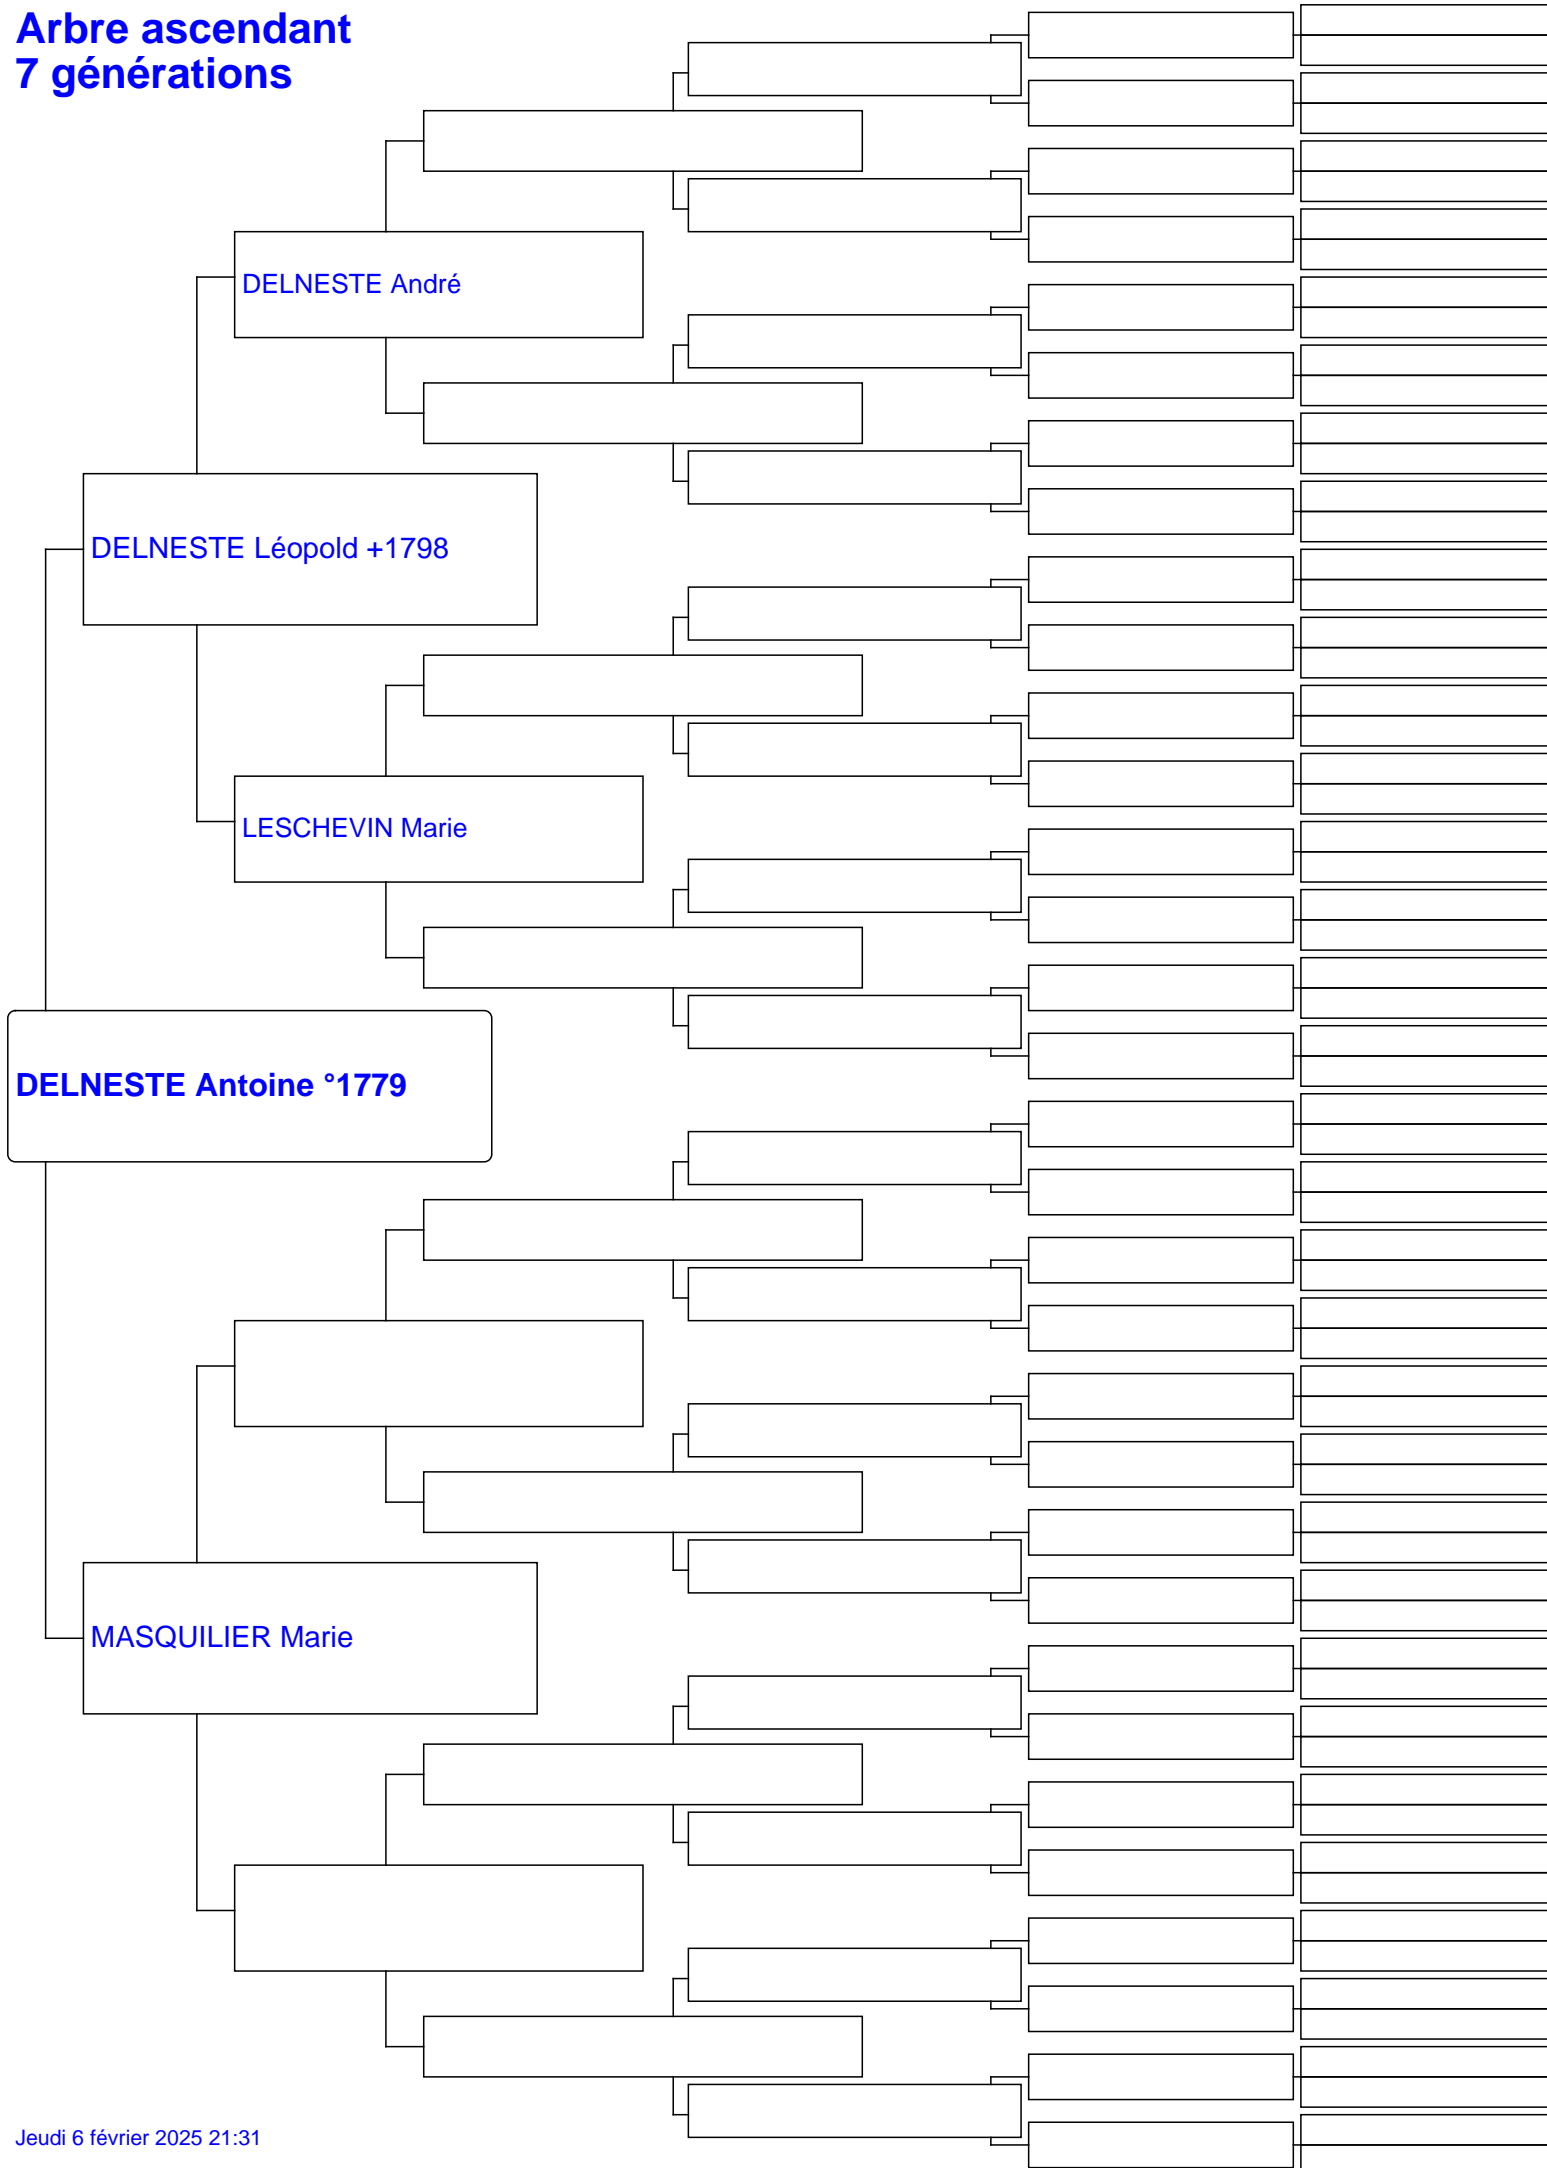 Arbre ascendant
7 générations
DELNESTE André
DELNESTE Léopold +1798
LESCHEVIN Marie
DELNESTE Antoine °1779
MASQUILIER Marie
Jeudi 6 février 2025 21:31